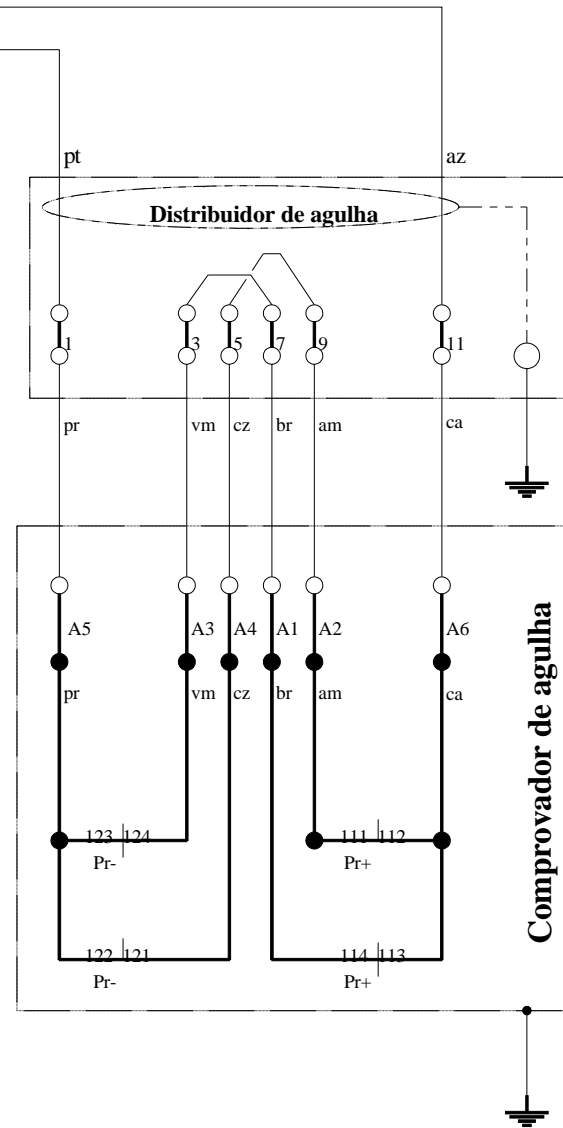 pt az
Distribuidor de agulha
1 3 5 7 9 11
pr vm cz br am ca
A5 A3 A4 A1 A2 A6
pr vm cz br am ca
123 124 111 112
Pr- Pr+
122 121 114 113
Pr- Pr+
Comprovador de agulha